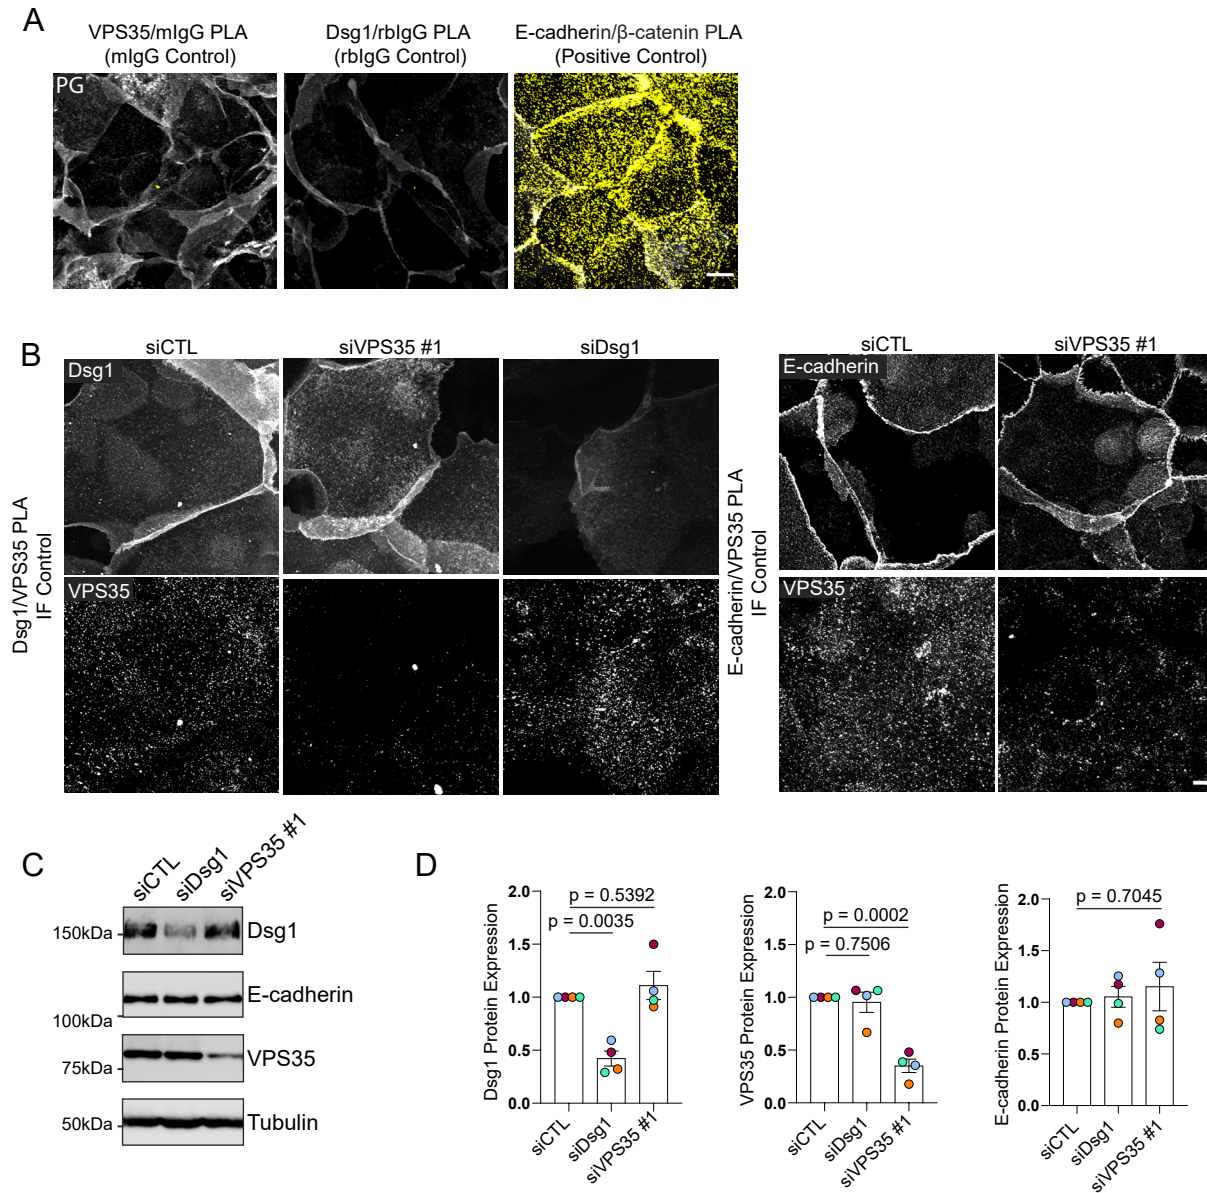 A
VPS35/mIgG PLA
(mIgG Control)
Dsg1/rbIgG PLA
(rbIgG Control)
E-cadherin/β-catenin PLA
(Positive Control)
PG
B
siCTL
siVPS35 #1
siDsg1
Dsg1
VPS35
Dsg1/VPS35 PLA
IF Control
siCTL
siVPS35 #1
E-cadherin
VPS35
E-cadherin/VPS35 PLA
IF Control
C
siCTL
siDsg1
siVPS35 #1
150kDa
Dsg1
E-cadherin
100kDa
VPS35
75kDa
50kDa
Tubulin
D
Dsg1 Protein Expression
2.0
1.5
1.0
0.5
0.0
p = 0.5392
p = 0.0035
siCTL
siDsg1
siVPS35 #1
VPS35 Protein Expression
2.0
1.5
1.0
0.5
0.0
p = 0.0002
p = 0.7506
siCTL
siDsg1
siVPS35 #1
E-cadherin Protein Expression
2.0
1.5
1.0
0.5
0.0
p = 0.7045
siCTL
siDsg1
siVPS35 #1